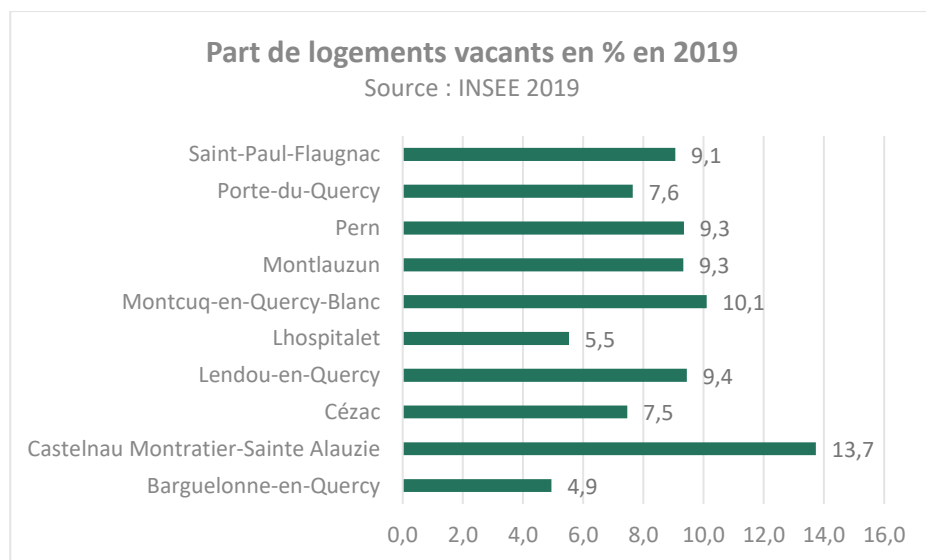 Part de logements vacants en % en 2019
Source : INSEE 2019
Saint-Paul-Flaugnac 9,1
Porte-du-Quercy 7,6
Pern 9,3
Montlauzun 9,3
Montcuq-en-Quercy-Blanc 10,1
Lhospitalet 5,5
Lendou-en-Quercy 9,4
Cézac 7,5
Castelnau Montratier-Sainte Alauzie 13,7
Barguelonne-en-Quercy 4,9
0,0 2,0 4,0 6,0 8,0 10,0 12,0 14,0 16,0